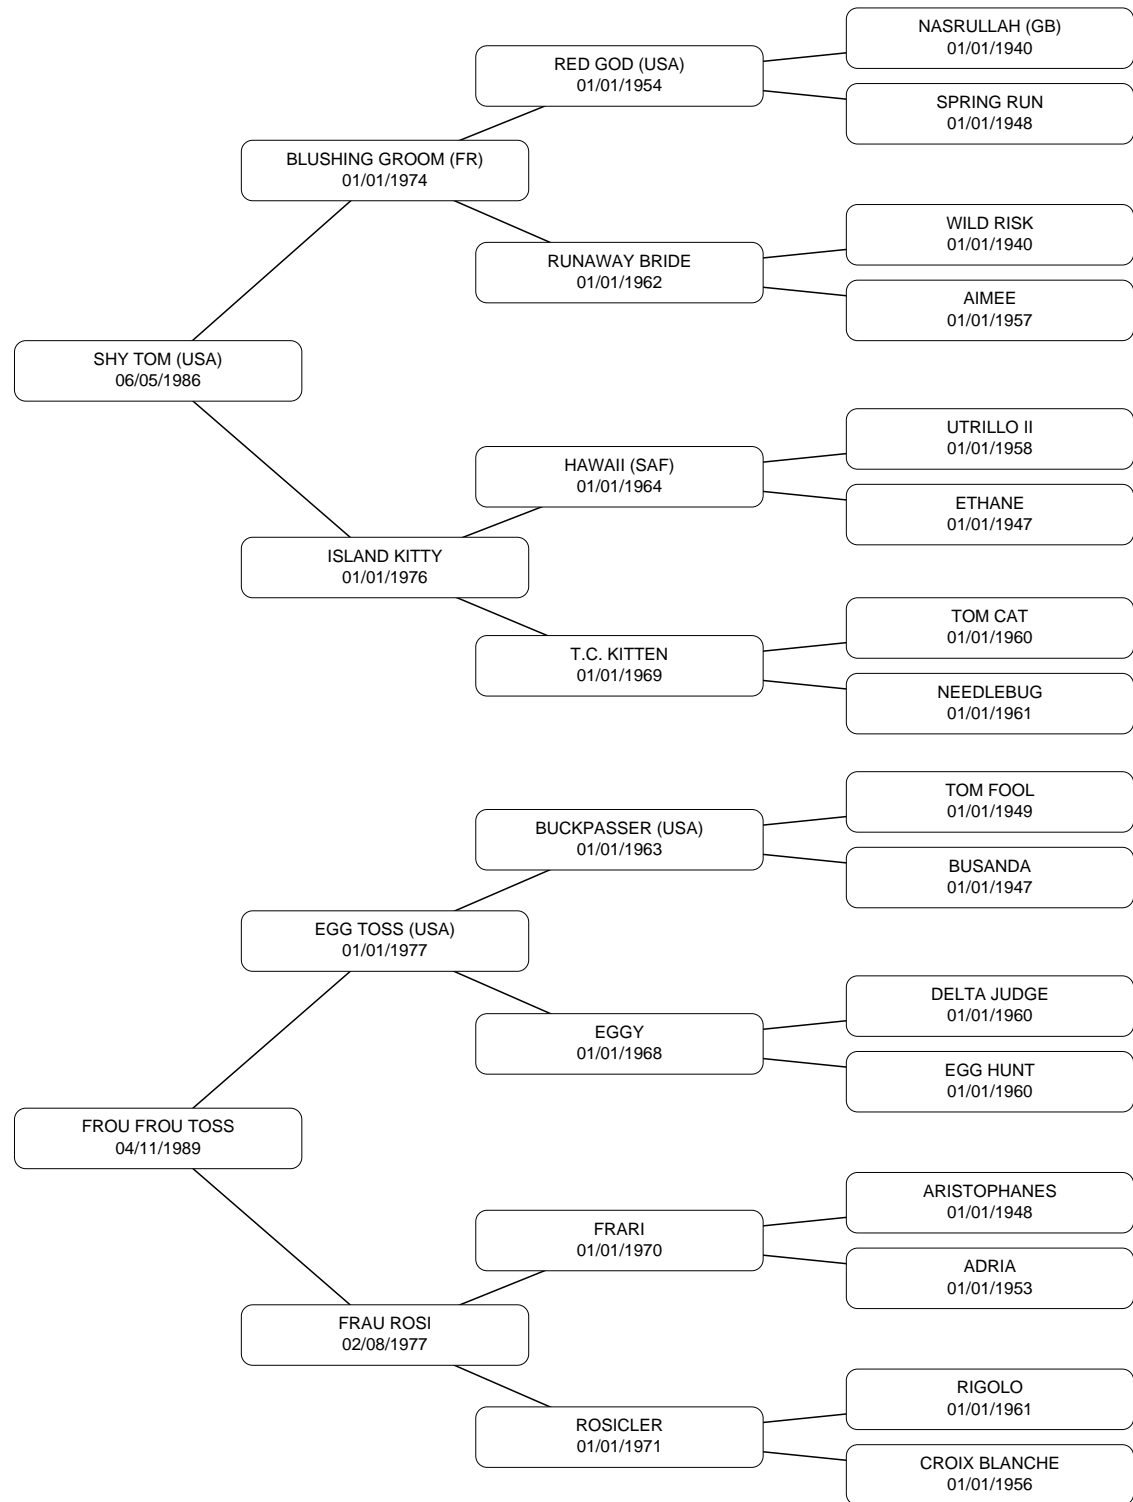 NASRULLAH (GB)
01/01/1940
RED GOD (USA)
01/01/1954
SPRING RUN
01/01/1948
BLUSHING GROOM (FR)
01/01/1974
WILD RISK
01/01/1940
RUNAWAY BRIDE
01/01/1962
AIMEE
01/01/1957
SHY TOM (USA)
06/05/1986
UTRILLO II
01/01/1958
HAWAII (SAF)
01/01/1964
ETHANE
01/01/1947
ISLAND KITTY
01/01/1976
TOM CAT
01/01/1960
T.C. KITTEN
01/01/1969
NEEDLEBUG
01/01/1961
TOM FOOL
01/01/1949
BUCKPASSER (USA)
01/01/1963
BUSANDA
01/01/1947
EGG TOSS (USA)
01/01/1977
DELTA JUDGE
01/01/1960
EGGY
01/01/1968
EGG HUNT
01/01/1960
FROU FROU TOSS
04/11/1989
ARISTOPHANES
01/01/1948
FRARI
01/01/1970
ADRIA
01/01/1953
FRAU ROSI
02/08/1977
RIGOLO
01/01/1961
ROSICLER
01/01/1971
CROIX BLANCHE
01/01/1956